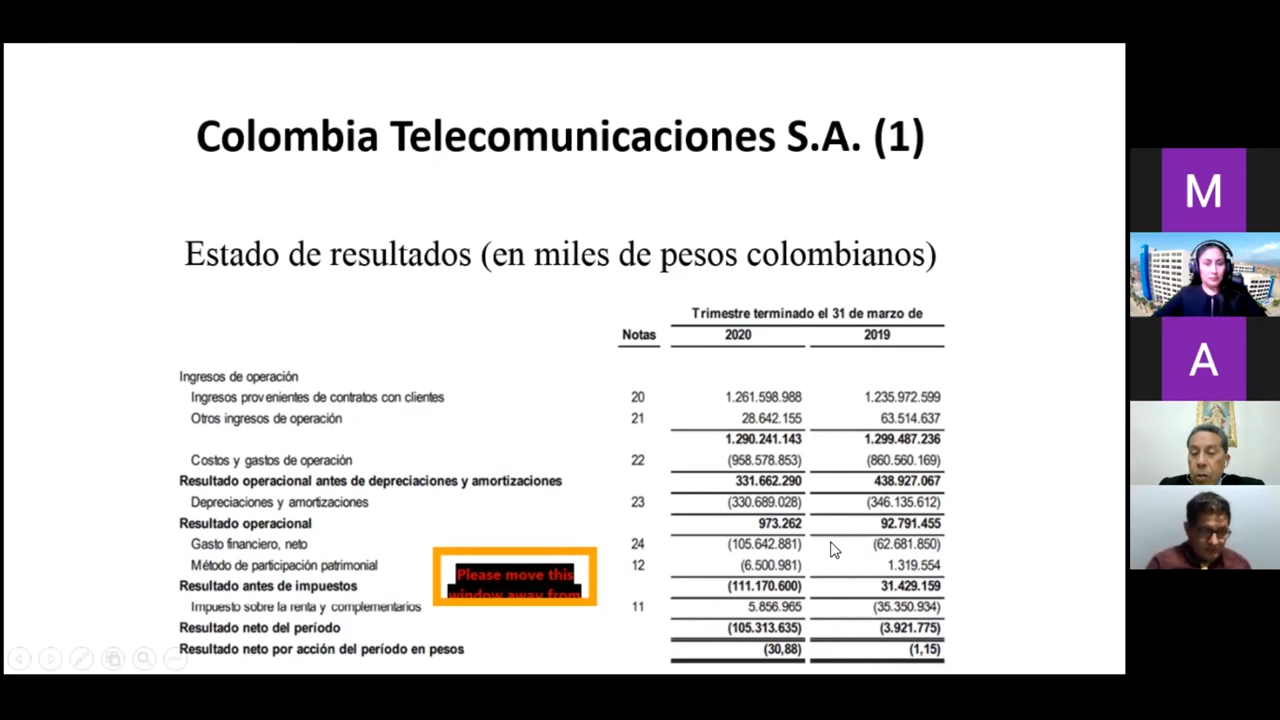 Colombia Telecomunicaciones S.A. (1)
Estado de resultados (en miles de pesos colombianos)
Trimestre terminado el 31 de marzo de
Notas 2020 2019
Ingresos de operación
Ingresos provenientes de contratos con clientes 20 1.261.598.988 1.235.972.599
Otros ingresos de operación 21 28.642.155 63.514.637
1.290.241.143 1.299.487.236
Costos y gastos de operación 22 (958.578.853) (860.560.169)
Resultado operacional antes de depreciaciones y amortizaciones 331.662.290 438.927.067
Depreciaciones y amortizaciones 23 (330.689.028) (346.135.612)
Resultado operacional 973.262 92.791.455
Gasto financiero, neto 24 (105.642.881) (62.681.850)
Método de participación patrimonial 12 (6.500.981) 1.319.554
Resultado antes de impuestos (111.170.600) 31.429.159
Impuesto sobre la renta y complementarios 11 5.856.965 (35.350.934)
Resultado neto del período (105.313.635) (3.921.775)
Resultado neto por acción del período en pesos (30,88) (1,15)
Please move this
window away from
M
A